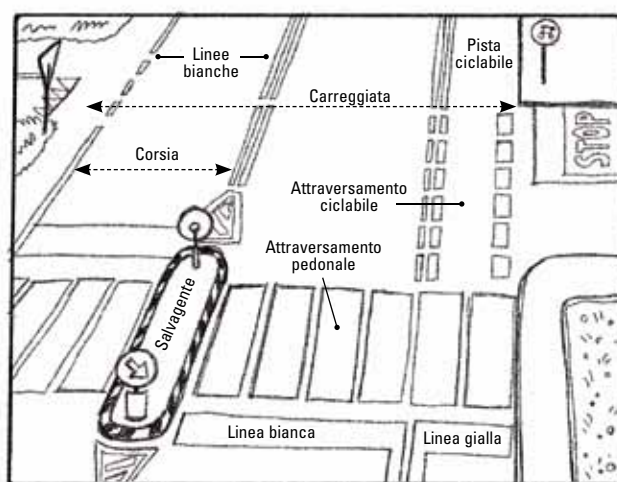 Linee
bianche
Pista
ciclabile
Carreggiata
STOP
Corsia
Attraversamento
ciclabile
Attraversamento
pedonale
Salvagente
Linea bianca
Linea gialla